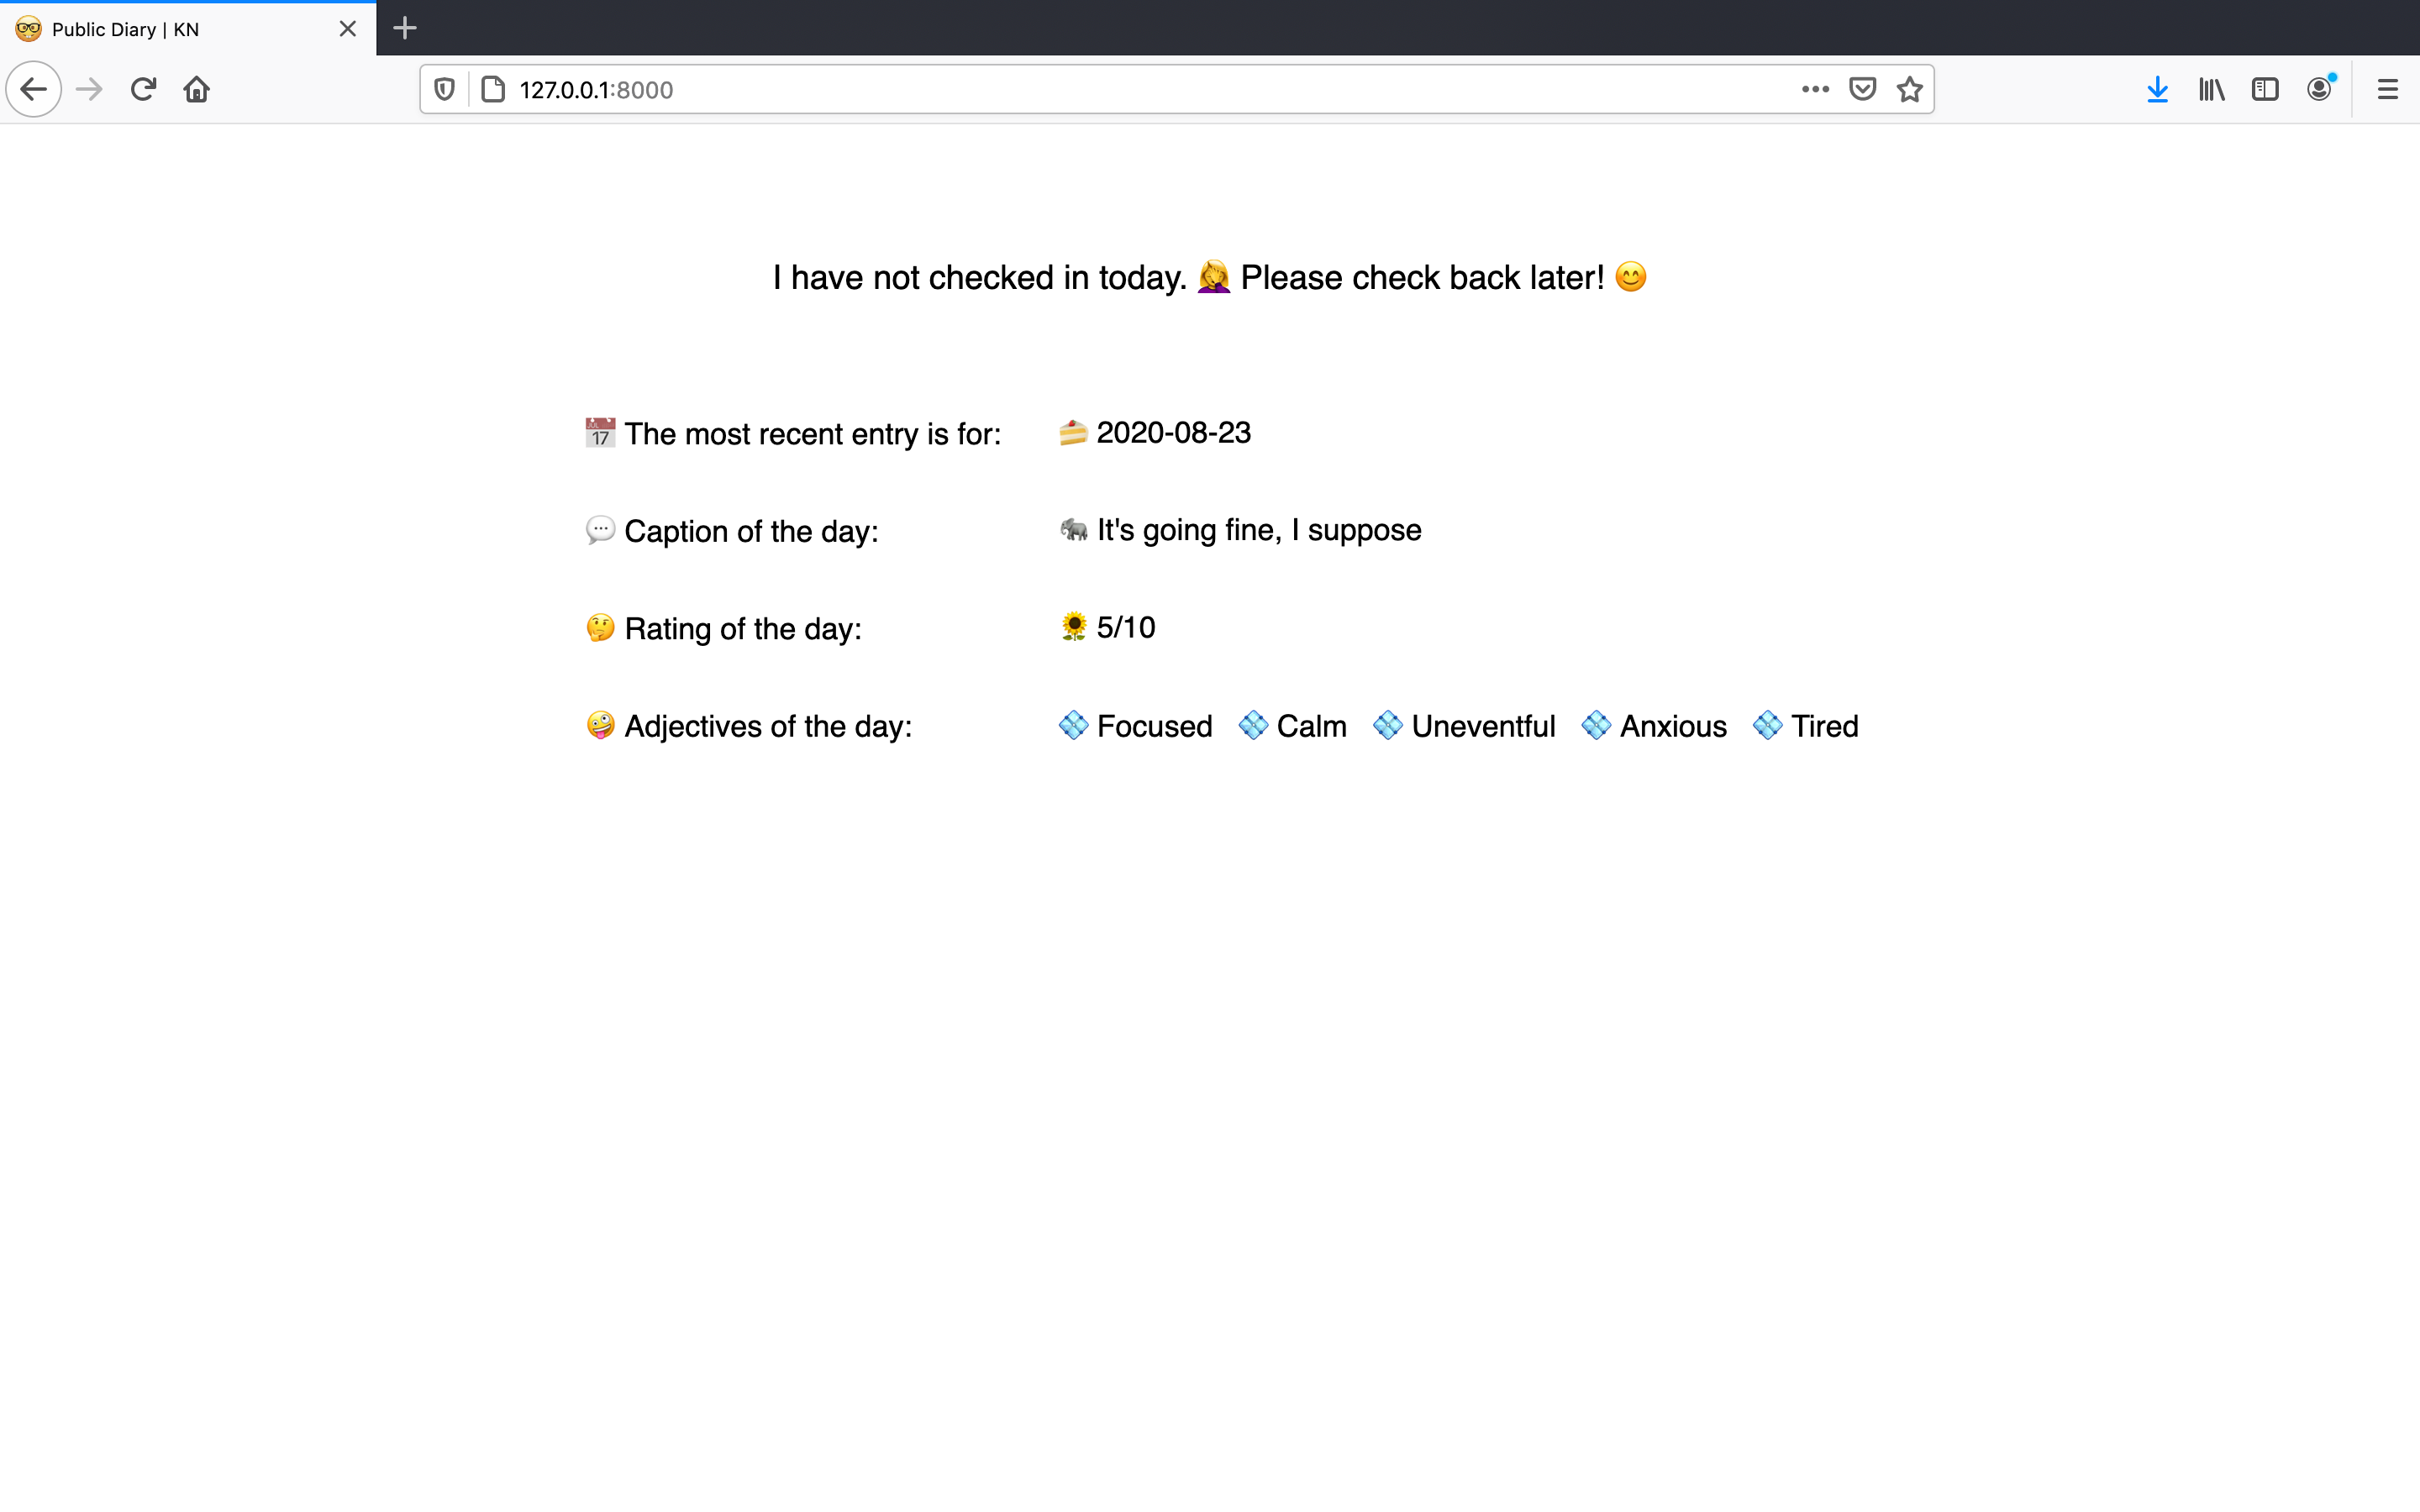 Public Diary | KN
127.0.0.1:8000
I have not checked in today. 🤦‍♀️ Please check back later! 😊
📅 The most recent entry is for: 🍰 2020-08-23
💬 Caption of the day: 🐘 It's going fine, I suppose
🤔 Rating of the day: 🌻 5/10
🤪 Adjectives of the day: 💠 Focused 💠 Calm 💠 Uneventful 💠 Anxious 💠 Tired